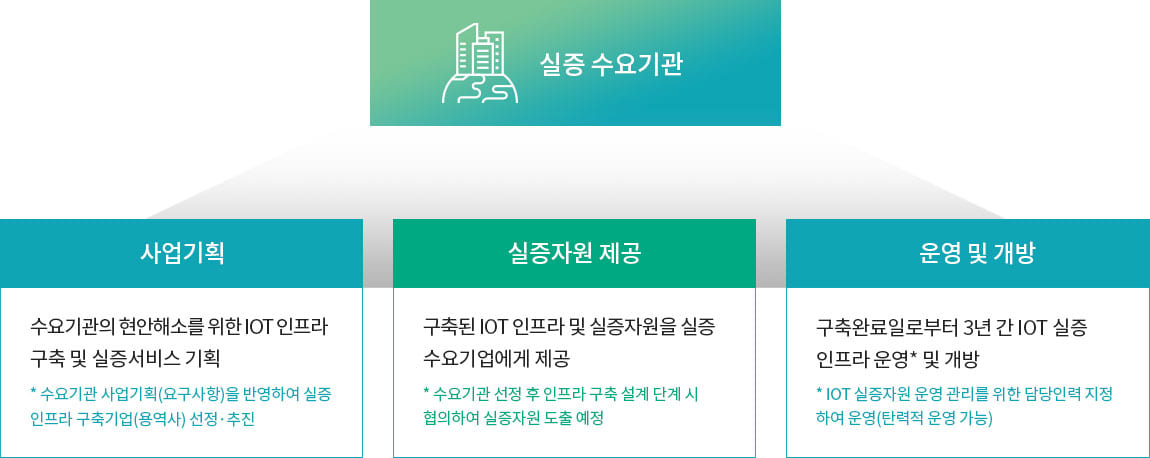 실증 수요기관
사업기획
수요기관의 현안해소를 위한 IOT 인프라
구축 및 실증서비스 기획
* 수요기관 사업기획(요구사항)을 반영하여 실증
인프라 구축기업(용역사) 선정·추진
실증자원 제공
구축된 IOT 인프라 및 실증자원을 실증
수요기업에게 제공
* 수요기관 선정 후 인프라 구축 설계 단계 시
협의하여 실증자원 도출 예정
운영 및 개방
구축완료일로부터 3년 간 IOT 실증
인프라 운영* 및 개방
* IOT 실증자원 운영 관리를 위한 담당인력 지정
하여 운영(탄력적 운영 가능)